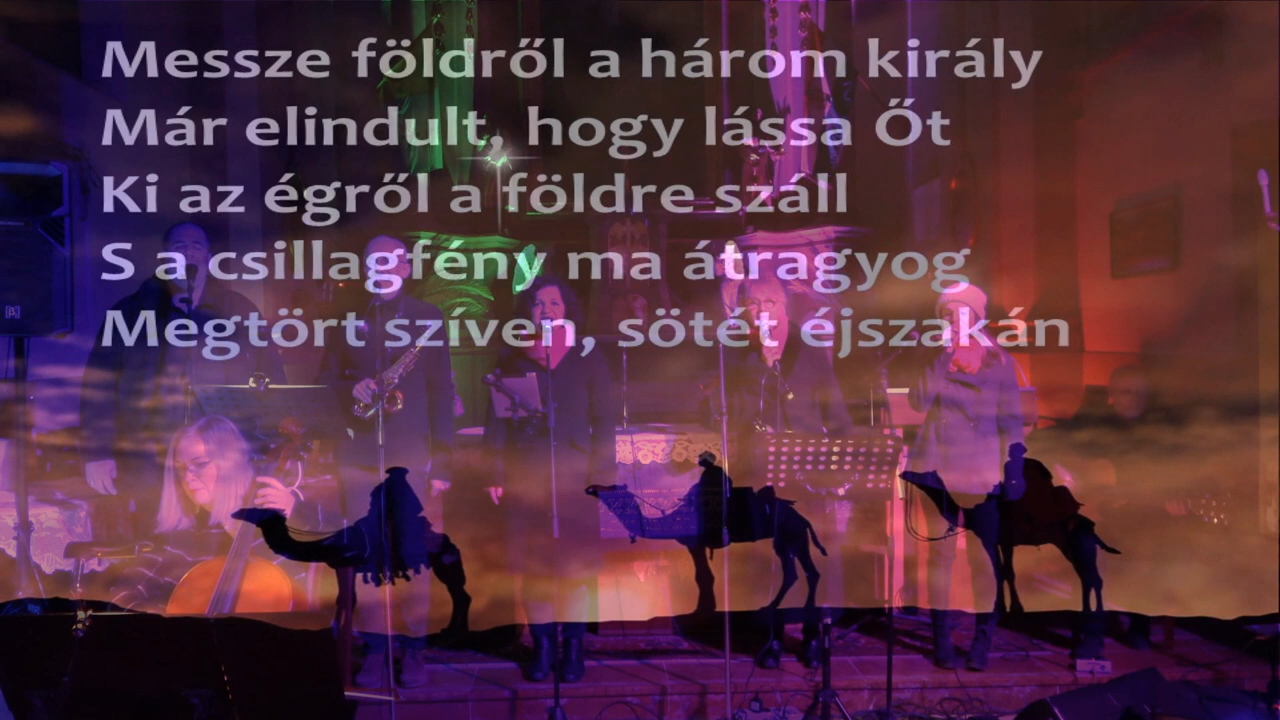 Messze földről a három király
Már elindult, hogy lássa Őt
Ki az égről a földre száll
S a csillagfény ma átragyog
Megtört szíven, sötét éjszakán